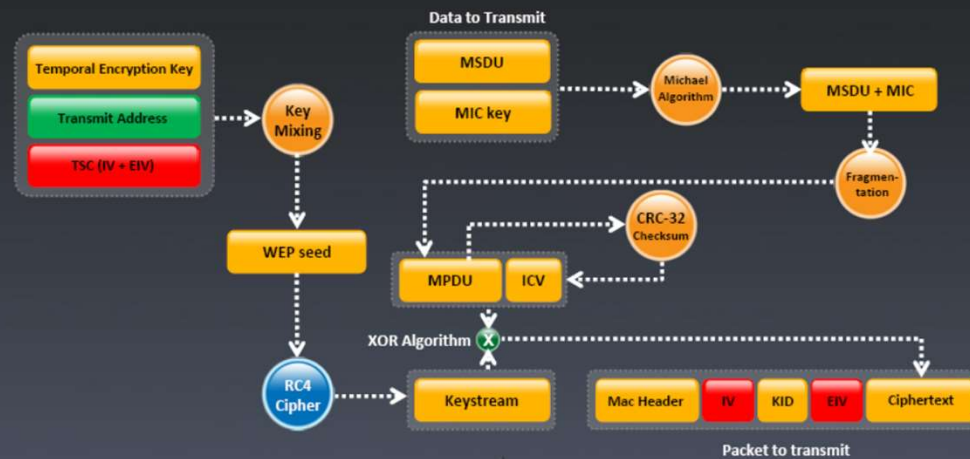 Data to Transmit
Temporal Encryption Key
Transmit Address
TSC (IV + EIV)
Key
Mixing
MSDU
MIC key
Michael
Algorithm
MSDU + MIC
Fragmen-
tation
CRC-32
Checksum
WEP seed
MPDU
ICV
XOR Algorithm
X
RC4
Cipher
Keystream
Mac Header
IV
KID
EIV
Ciphertext
Packet to transmit